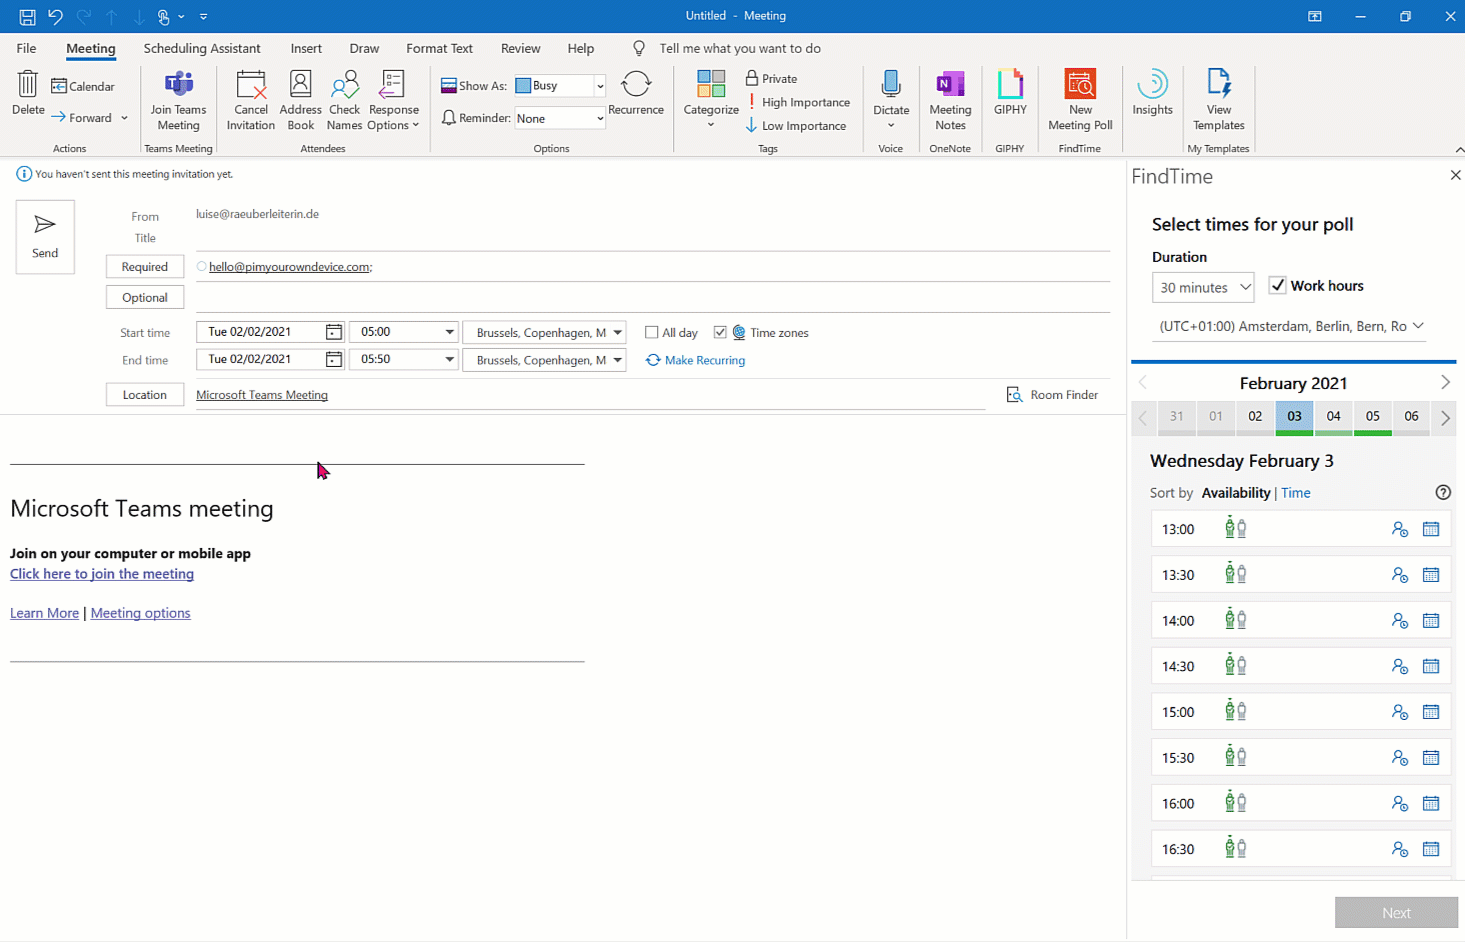 Untitled - Meeting
File Meeting Scheduling Assistant Insert Draw Format Text Review Help Tell me what you want to do
Delete
Calendar
Forward
Actions
Join Teams
Meeting
Teams Meeting
Cancel
Invitation
Address
Book
Check
Names
Response
Options
Attendees
Show As: Busy
Reminder: None
Recurrence
Options
Categorize
Private
High Importance
Low Importance
Tags
Dictate
Voice
N
Meeting
Notes
OneNote
GIPHY
GIPHY
New
Meeting Poll
FindTime
Insights
View
Templates
My Templates
You haven't sent this meeting invitation yet.
Send
From luise@raeuberleiterin.de
Title
Required hello@pimyourowndevice.com;
Optional
Start time Tue 02/02/2021 05:00 Brussels, Copenhagen, M All day Time zones
End time Tue 02/02/2021 05:50 Brussels, Copenhagen, M Make Recurring
Location Microsoft Teams Meeting Room Finder
Microsoft Teams meeting
Join on your computer or mobile app
Click here to join the meeting
Learn More | Meeting options
FindTime
Select times for your poll
Duration
30 minutes Work hours
(UTC+01:00) Amsterdam, Berlin, Bern, Ro
February 2021
31 01 02 03 04 05 06
Wednesday February 3
Sort by Availability | Time
13:00
13:30
14:00
14:30
15:00
15:30
16:00
16:30
Next